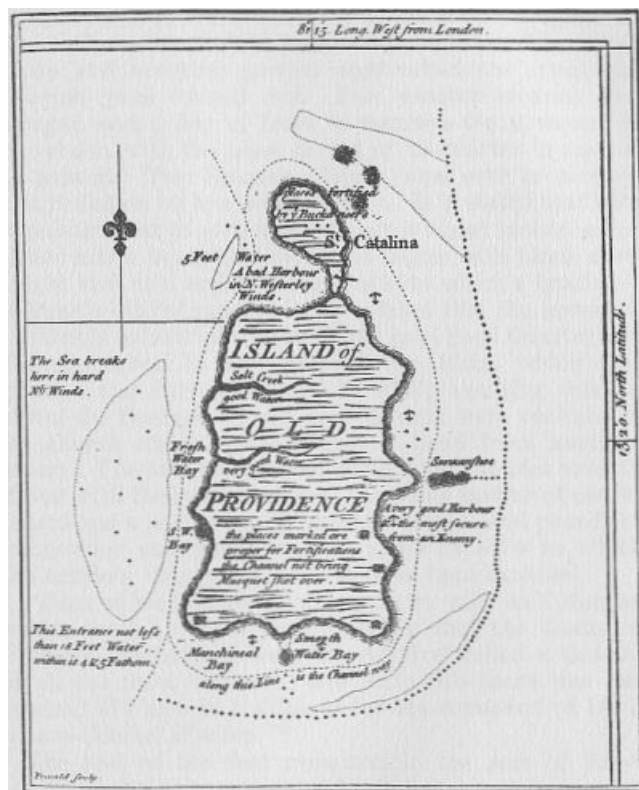 81°15. Long. West from London.
places fortified
by ye Buckaneers
St. Catalina
5 Feet Water
A bad Harbour
in N. Westerley
Winds.
The Sea breaks
here in hard
No. Winds.
ISLAND of
Salt Creek
good Water
OLD
Fresh
Water
Bay
very Water
PROVIDENCE
S.W.
Bay
the places marked are
proper for Fortifications
the Channel not being
Musquet shot over.
A very good Harbour
& the most secure
from an Enemy.
13°20. North Latitude.
This Entrance not less
than 18 Feet Water
within is 4 & 5 Fathom.
Manchineal
Bay
Smooth
Water Bay
along this Line is the Channel
sculp.